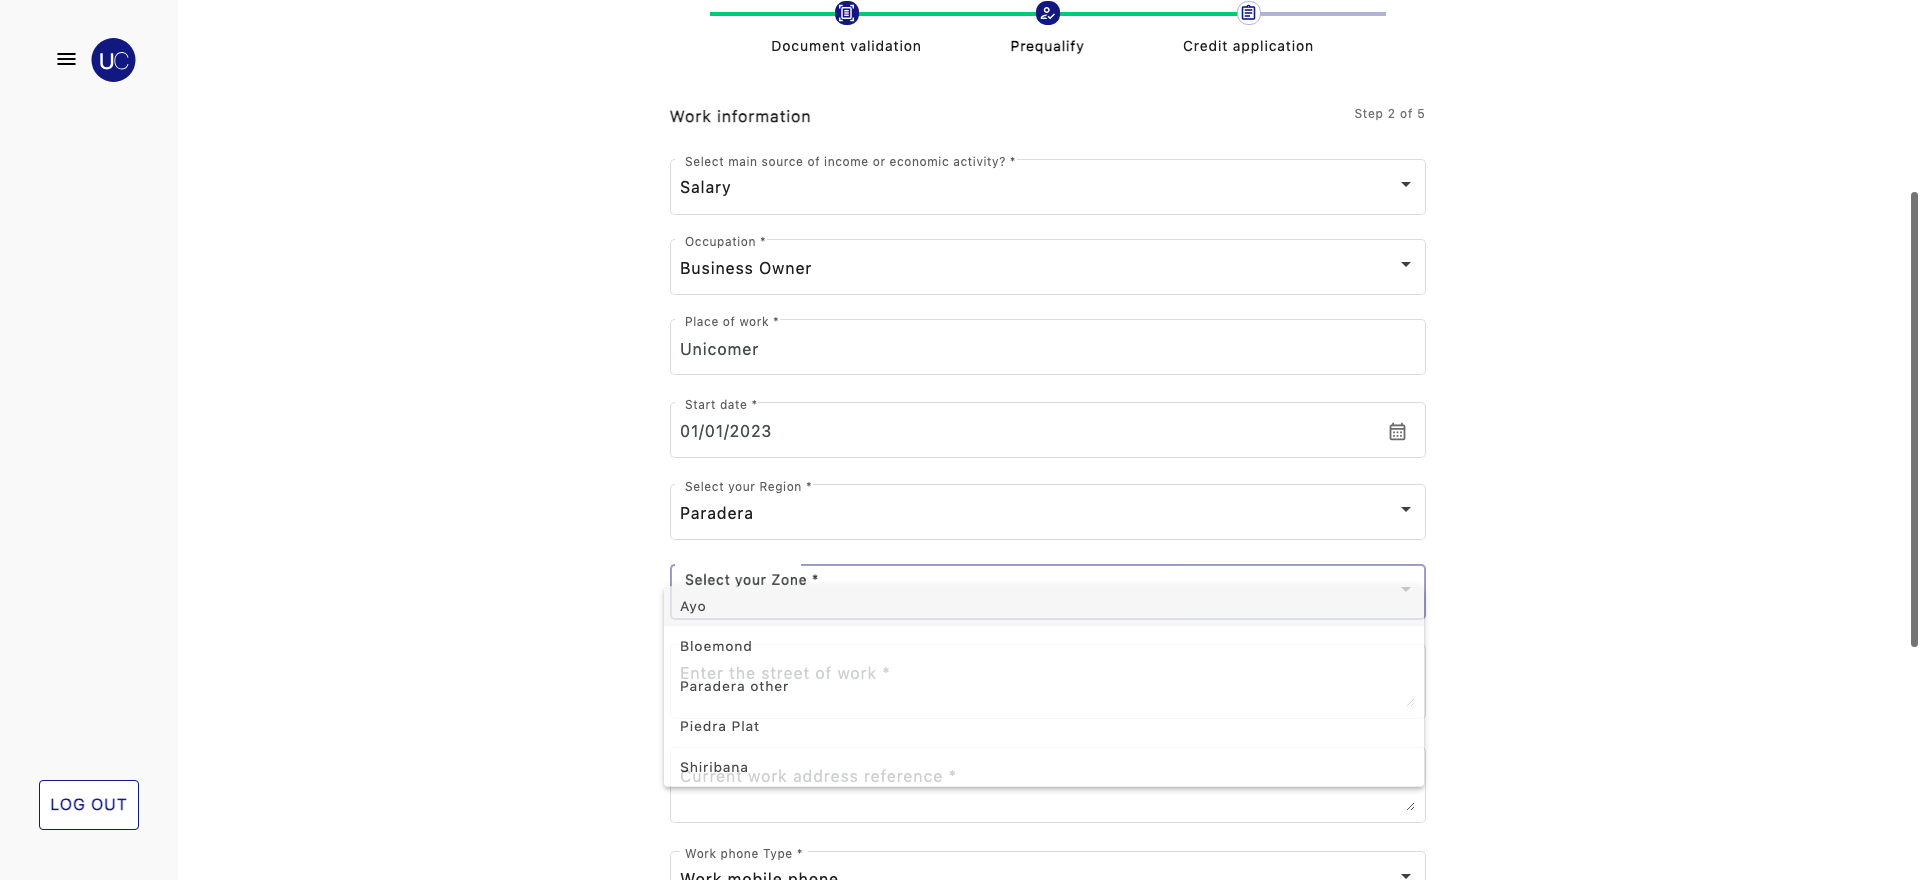 UC
Document validation
Prequalify
Credit application
Work information
Step 2 of 5
Select main source of income or economic activity? *
Salary
Occupation *
Business Owner
Place of work *
Unicomer
Start date *
01/01/2023
Select your Region *
Paradera
Select your Zone *
Ayo
Bloemond
Enter the street of work *
Paradera other
Piedra Plat
Shiribana
Current work address reference *
LOG OUT
Work phone Type *
Work mobile phone